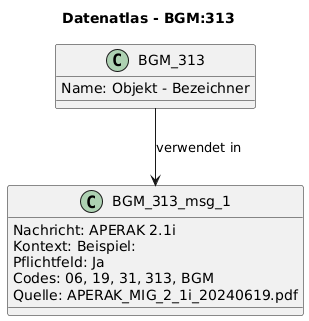 Datenatlas - BGM:313
C BGM_313
Name: Objekt - Bezeichner
verwendet in
C BGM_313_msg_1
Nachricht: APERAK 2.1i
Kontext: Beispiel:
Pflichtfeld: Ja
Codes: 06, 19, 31, 313, BGM
Quelle: APERAK_MIG_2_1i_20240619.pdf